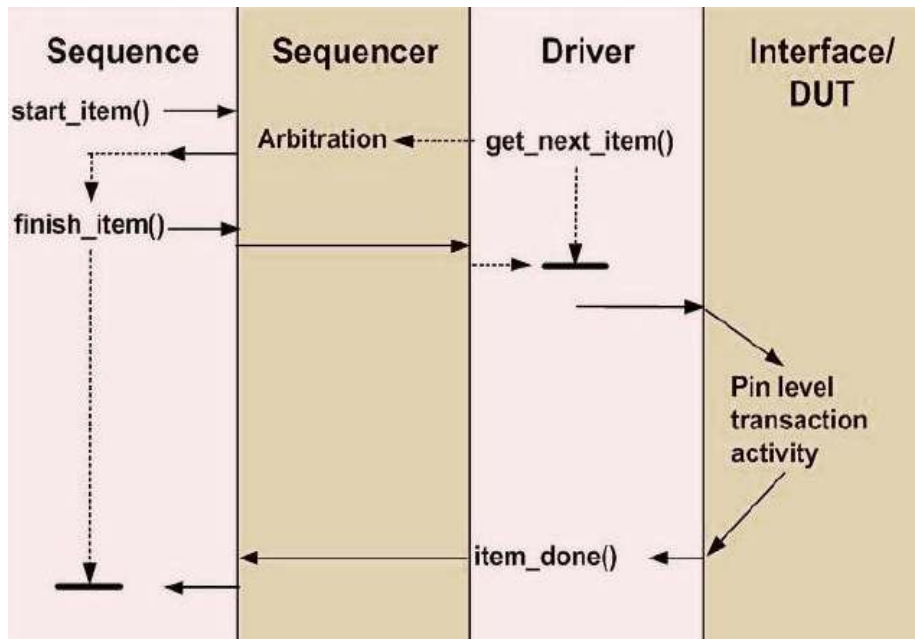 Sequence
Sequencer
Driver
Interface/
DUT
start_item()
Arbitration
get_next_item()
finish_item()
Pin level
transaction
activity
item_done()